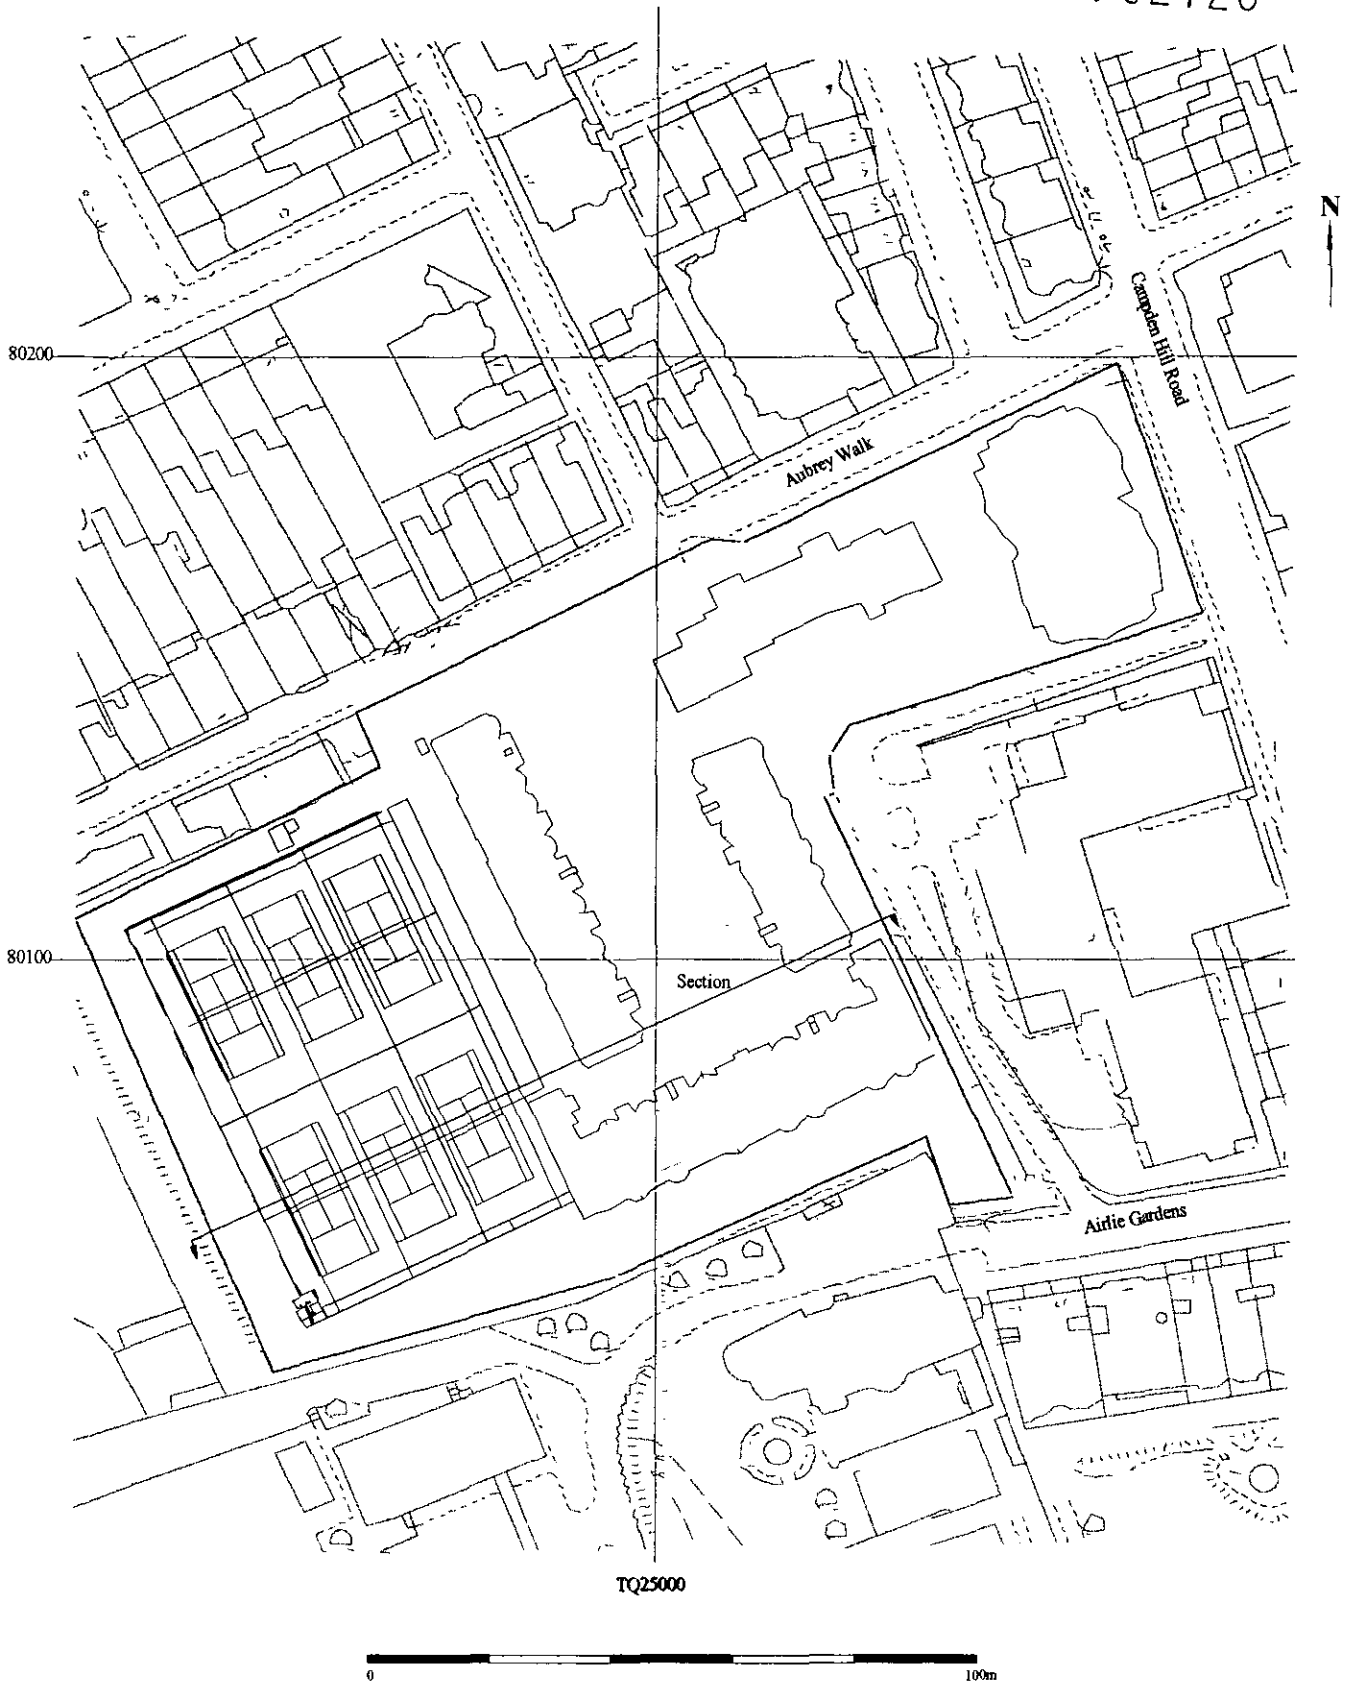 N
Campden Hill Road
80200
Aubrey Walk
80100
Section
Airlie Gardens
TQ25000
0 100m